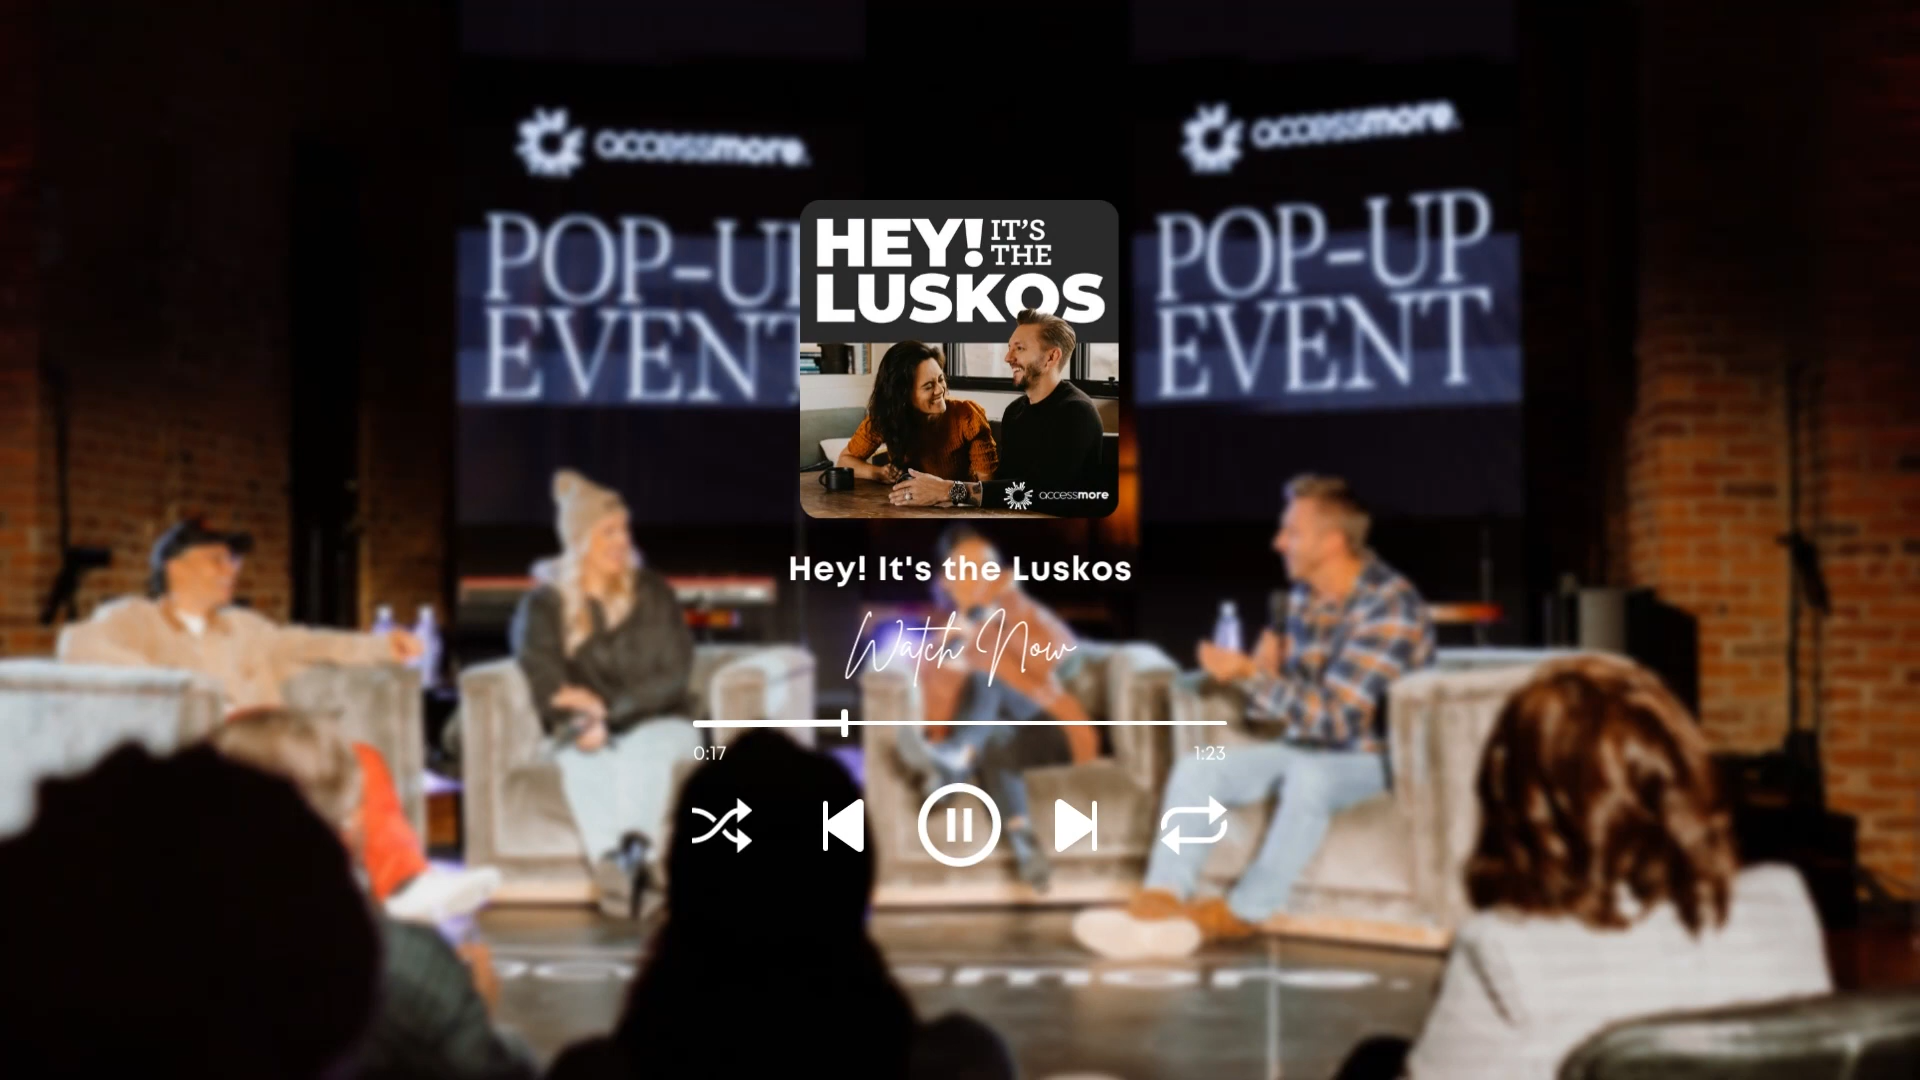 accessmore.
accessmore.
POP-UP
EVENT
POP-UP
EVENT
HEY! IT'S
THE
LUSKOS
accessmore
Hey! It's the Luskos
Watch Now
0:17
1:23